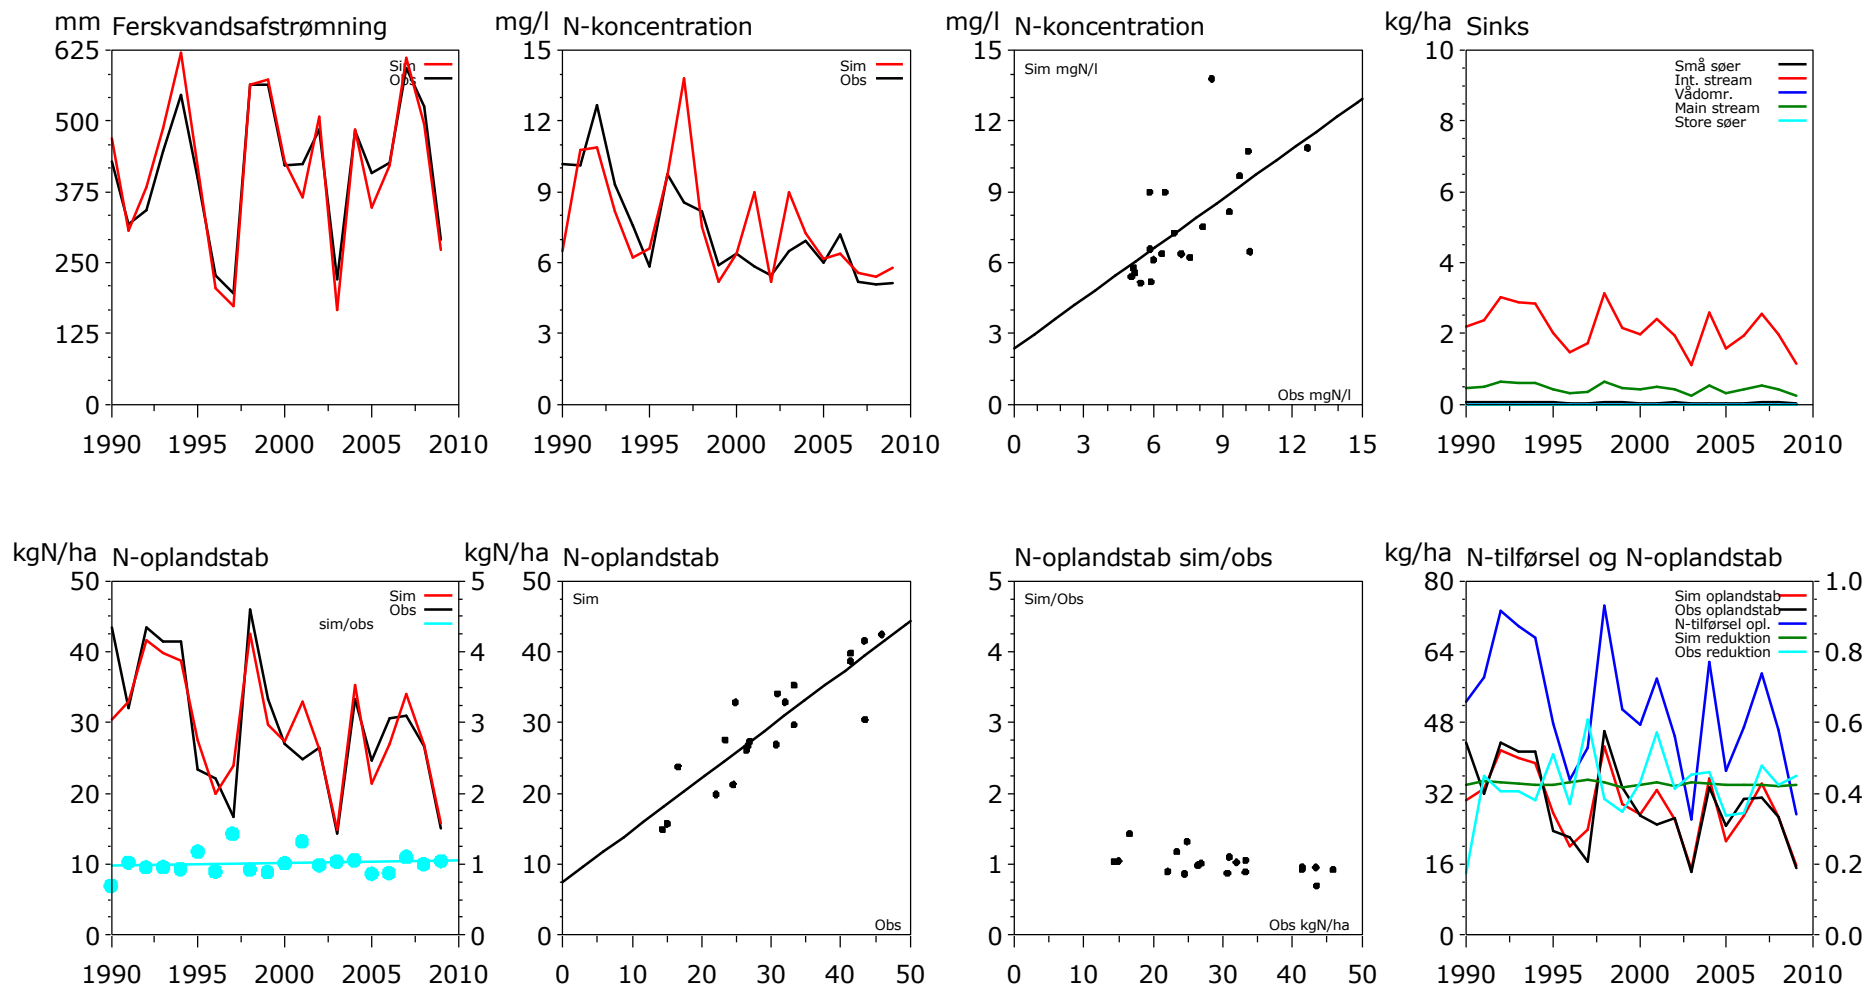 mm Ferskvandsafstrømning
625
500
375
250
125
0
Sim
Obs
1990 1995 2000 2005 2010
mg/l N-koncentration
15
12
9
6
3
0
Sim
Obs
1990 1995 2000 2005 2010
mg/l N-koncentration
15
12
9
6
3
0
Sim mgN/l
Obs mgN/l
0 3 6 9 12 15
kg/ha Sinks
10
8
6
4
2
0
Små søer
Int. stream
Vådomr.
Main stream
Store søer
1990 1995 2000 2005 2010
kgN/ha N-oplandstab
50
40
30
20
10
0
Sim
Obs
sim/obs
5
4
3
2
1
0
1990 1995 2000 2005 2010
kgN/ha N-oplandstab
50
40
30
20
10
0
Sim
Obs
0 10 20 30 40 50
N-oplandstab sim/obs
5
4
3
2
1
0
Sim/Obs
Obs kgN/ha
0 10 20 30 40 50
kg/ha N-tilførsel og N-oplandstab
80
64
48
32
16
0
Sim oplandstab
Obs oplandstab
N-tilførsel opl.
Sim reduktion
Obs reduktion
1.0
0.8
0.6
0.4
0.2
0.0
1990 1995 2000 2005 2010